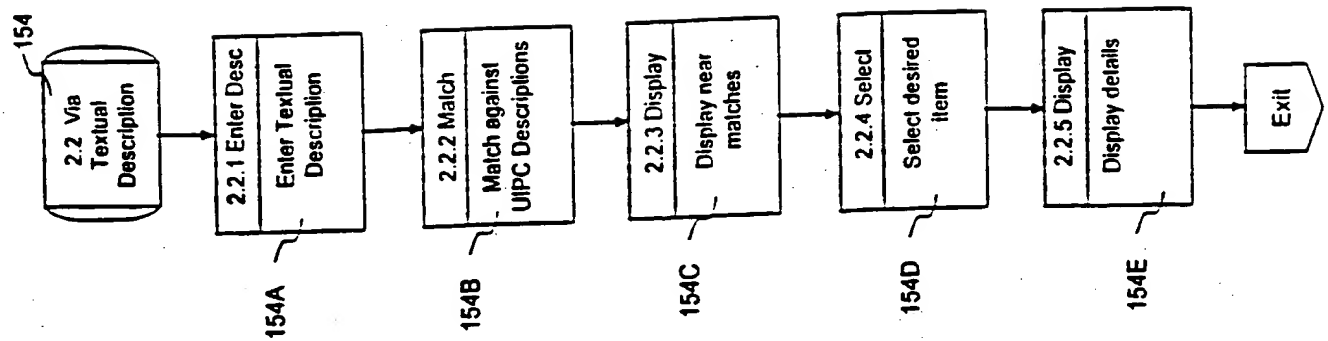 154
2.2 Via
Textual
Description
2.2.1 Enter Desc
Enter Textual
Description
154A
2.2.2 Match
Match against
UIPC Descriptions
154B
2.2.3 Display
Display near
matches
154C
2.2.4 Select
Select desired
item
154D
2.2.5 Display
Display details
154E
Exit